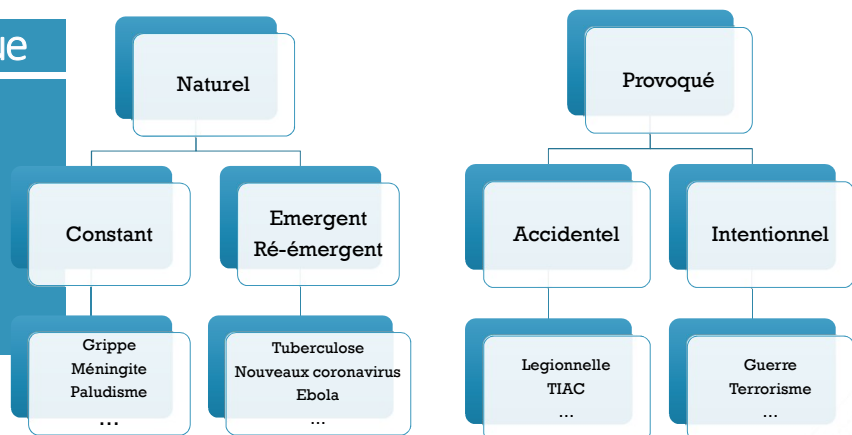 ue
Naturel
Provoqué
Constant
Emergent
Ré-émergent
Accidentel
Intentionnel
Grippe
Méningite
Paludisme
...
Tuberculose
Nouveaux coronavirus
Ebola
...
Legionnelle
TIAC
...
Guerre
Terrorisme
...